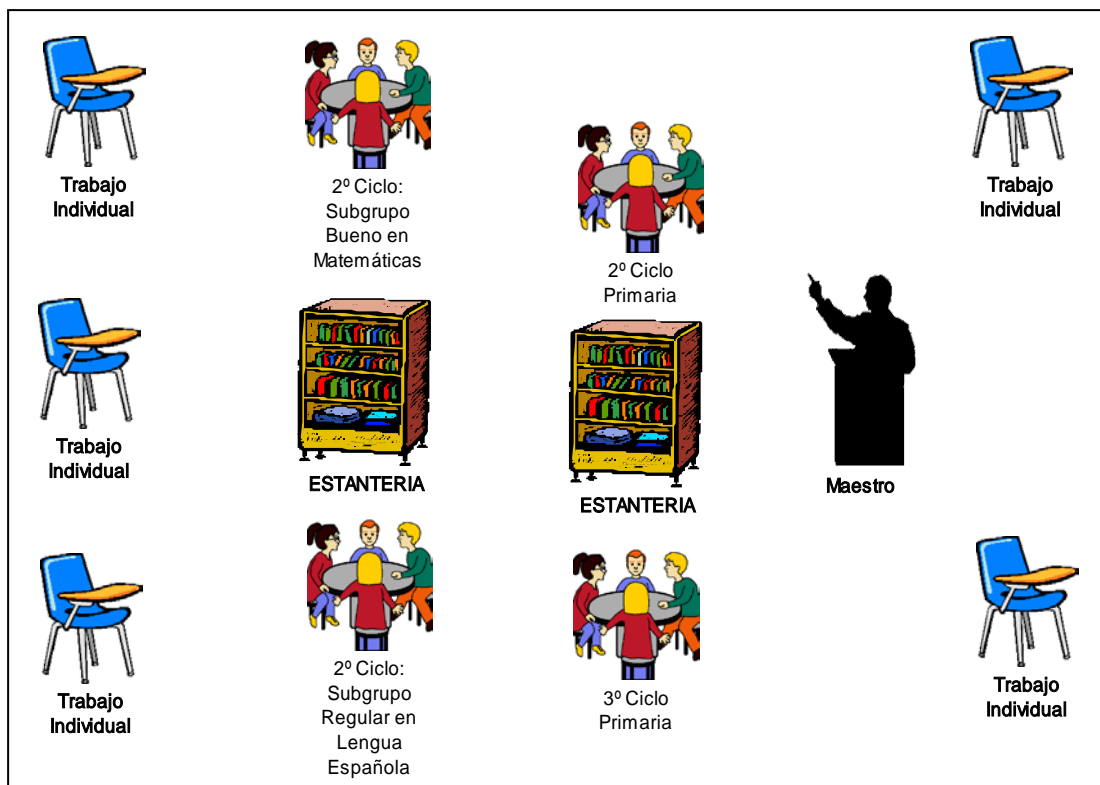 Trabajo
Individual
2º Ciclo:
Subgrupo
Bueno en
Matemáticas
2º Ciclo
Primaria
Trabajo
Individual
Trabajo
Individual
ESTANTERIA
ESTANTERIA
Maestro
Trabajo
Individual
2º Ciclo:
Subgrupo
Regular en
Lengua
Española
3º Ciclo
Primaria
Trabajo
Individual